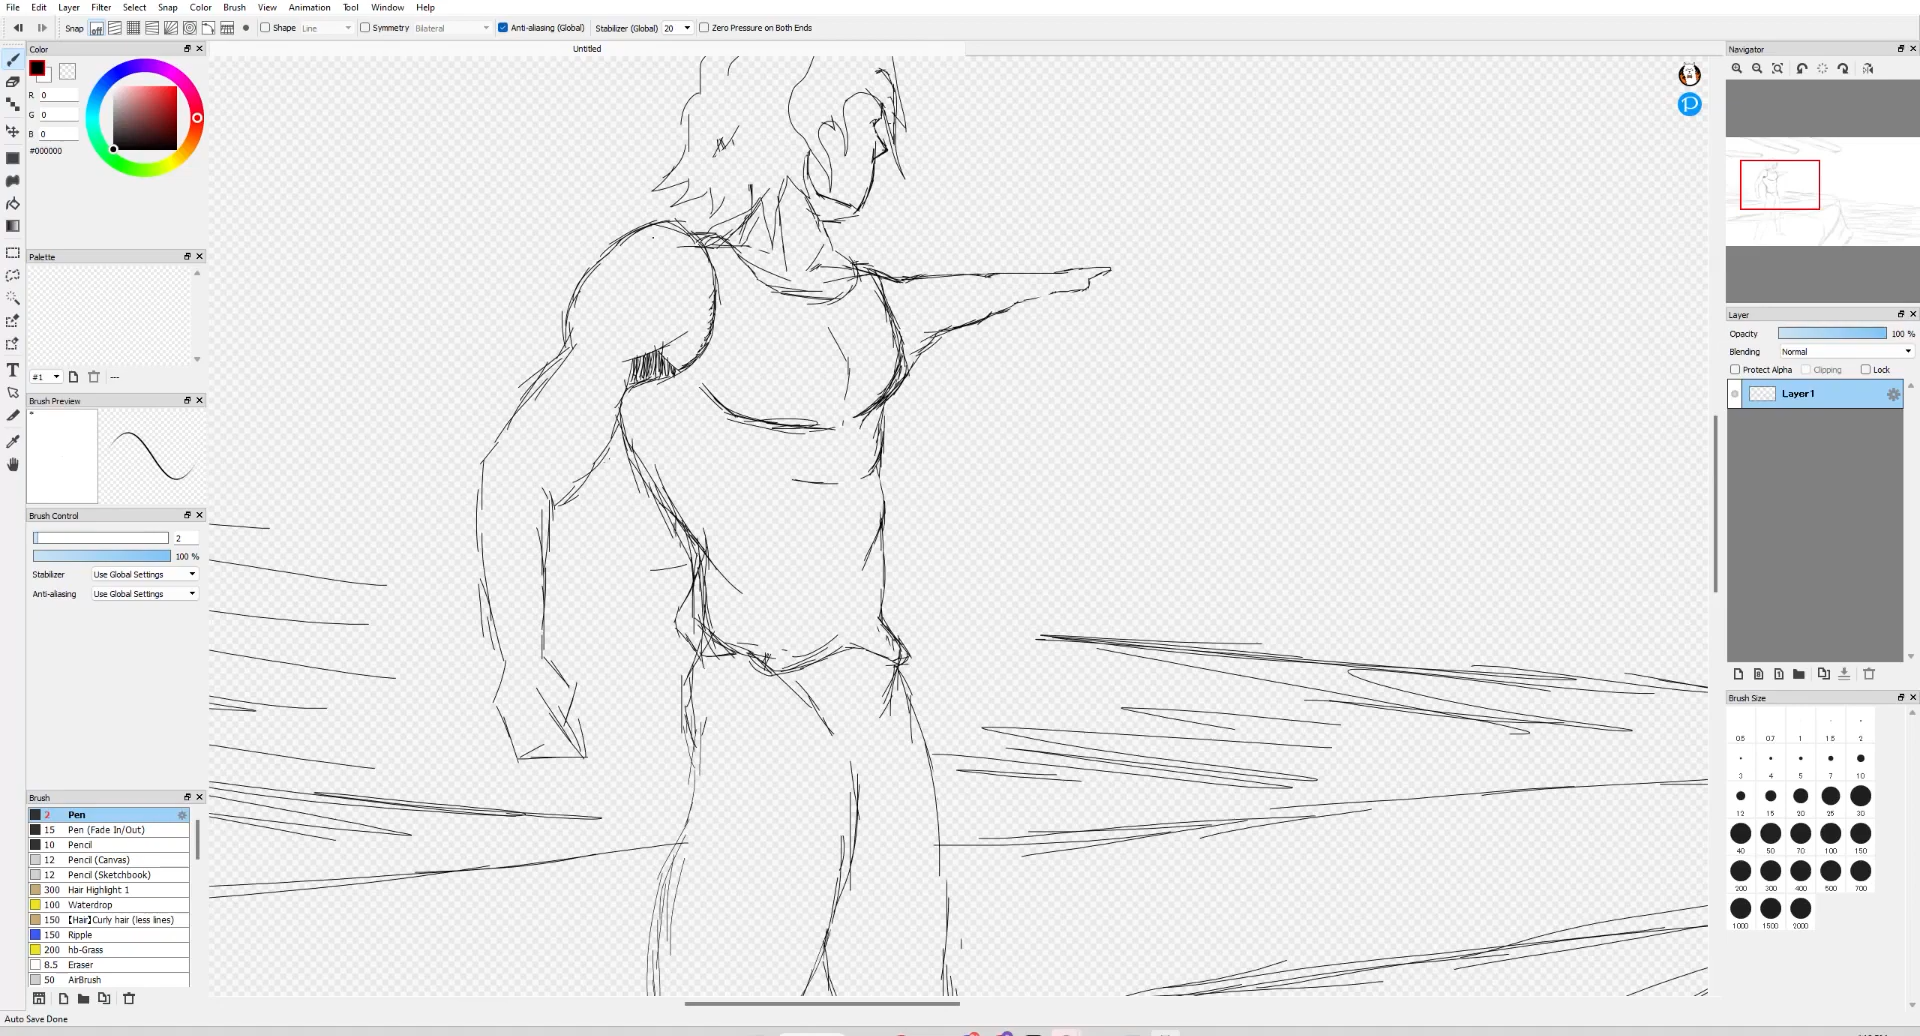 File Edit Layer Filter Select Snap Color Brush View Animation Tool Window Help
Snap off Shape Line Symmetry Bilateral Anti-aliasing (Global) Stabilizer (Global) 20 Zero Pressure on Both Ends
Color
Untitled
Navigator
R 0
G 0
B 0
#000000
Palette
#1 ---
Brush Preview
Brush Control
2
100 %
Stabilizer Use Global Settings
Anti-aliasing Use Global Settings
Brush
2 Pen
15 Pen (Fade In/Out)
10 Pencil
12 Pencil (Canvas)
12 Pencil (Sketchbook)
300 Hair Highlight 1
100 Waterdrop
150 【Hair】Curly hair (less lines)
150 Ripple
200 hb-Grass
8.5 Eraser
50 AirBrush
Auto Save Done
Layer
Opacity 100 %
Blending Normal
Protect Alpha Clipping Lock
Layer1
Brush Size
0.5 0.7 1 1.5 2
3 4 5 7 10
12 15 20 25 30
40 50 70 100 150
200 300 400 500 700
1000 1500 2000